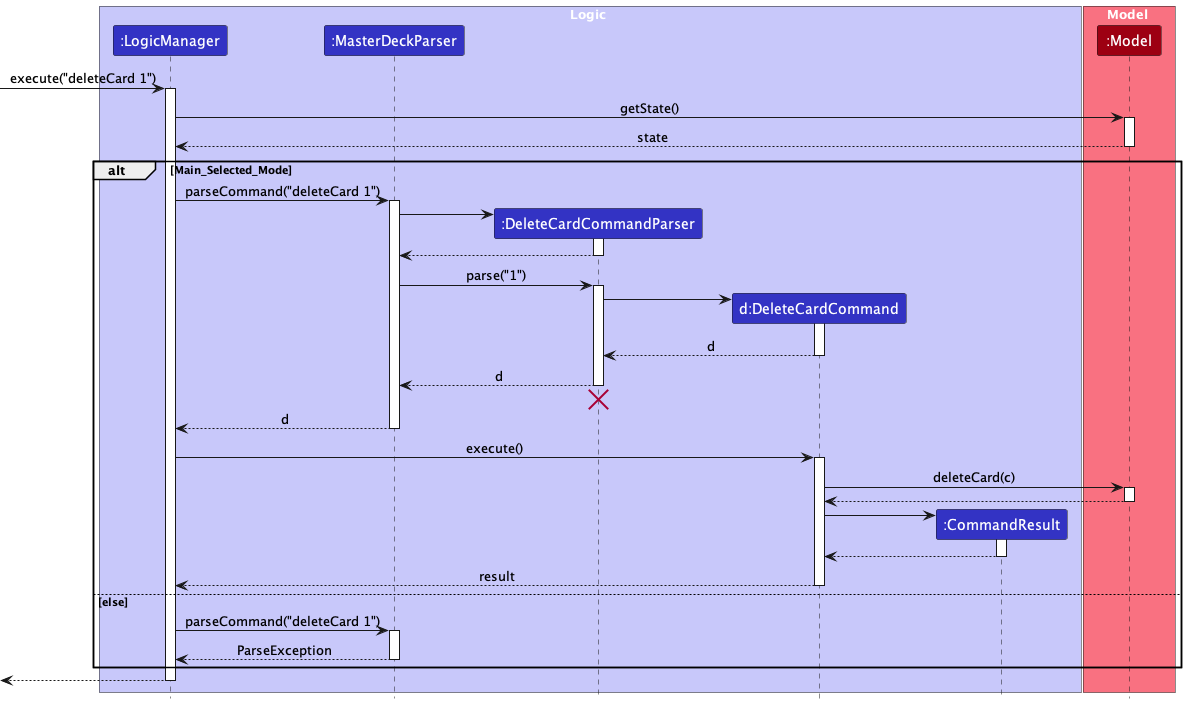 Logic
Model
:LogicManager
:MasterDeckParser
:Model
execute("deleteCard 1")
getState()
state
alt
[Main_Selected_Mode]
parseCommand("deleteCard 1")
:DeleteCardCommandParser
parse("1")
d:DeleteCardCommand
d
d
d
execute()
deleteCard(c)
:CommandResult
result
[else]
parseCommand("deleteCard 1")
ParseException